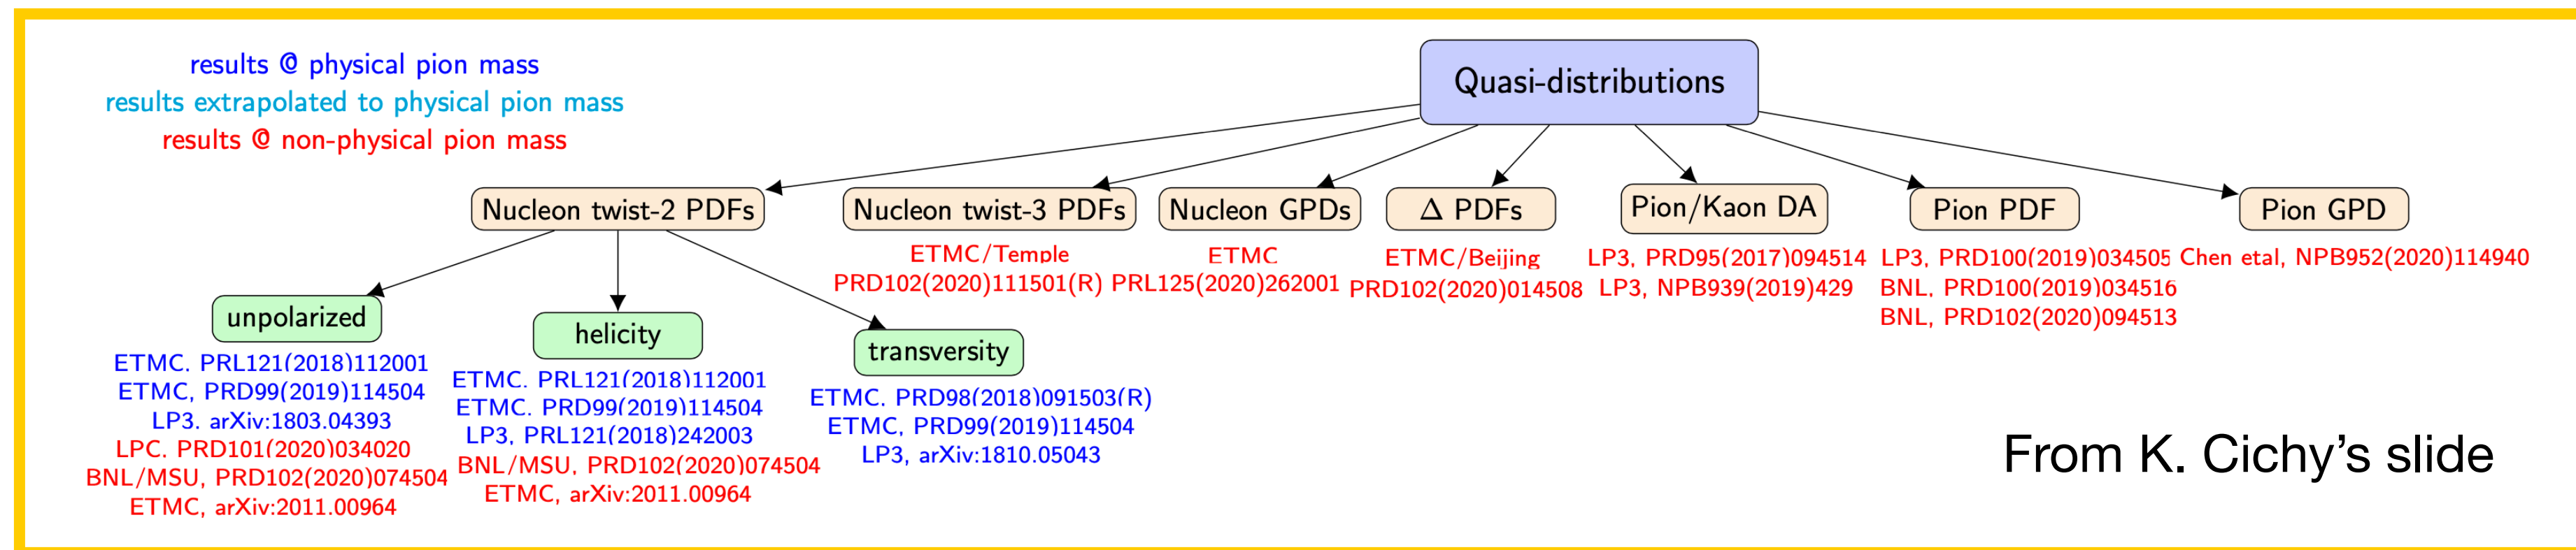 results @ physical pion mass
results extrapolated to physical pion mass
results @ non-physical pion mass
Quasi-distributions
Nucleon twist-2 PDFs
Nucleon twist-3 PDFs
ETMC/Temple
PRD102(2020)111501(R)
Nucleon GPDs
ETMC
PRL125(2020)262001
Δ PDFs
ETMC/Beijing
PRD102(2020)014508
Pion/Kaon DA
LP3, PRD95(2017)094514
LP3, NPB939(2019)429
Pion PDF
LP3, PRD100(2019)034505
BNL, PRD100(2019)034516
BNL, PRD102(2020)094513
Pion GPD
Chen etal, NPB952(2020)114940
unpolarized
ETMC, PRL121(2018)112001
ETMC, PRD99(2019)114504
LP3, arXiv:1803.04393
LPC, PRD101(2020)034020
BNL/MSU, PRD102(2020)074504
ETMC, arXiv:2011.00964
helicity
ETMC, PRL121(2018)112001
ETMC, PRD99(2019)114504
LP3, PRL121(2018)242003
BNL/MSU, PRD102(2020)074504
ETMC, arXiv:2011.00964
transversity
ETMC, PRD98(2018)091503(R)
ETMC, PRD99(2019)114504
LP3, arXiv:1810.05043
From K. Cichy's slide